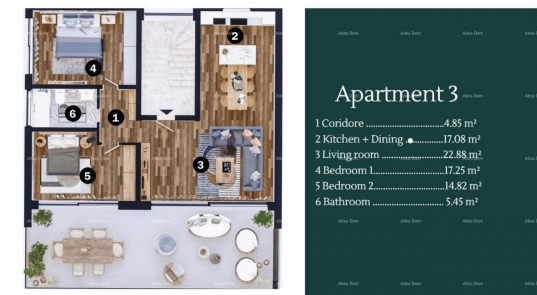 Apartment 3
1 Coridore ............................4.85 m²
2 Kitchen + Dining .............17.08 m²
3 Living room .......................22.88 m²
4 Bedroom 1.........................17.25 m²
5 Bedroom 2.........................14.82 m²
6 Bathroom .......................... 5.45 m²
2
4
6
1
3
5
Alma Dom